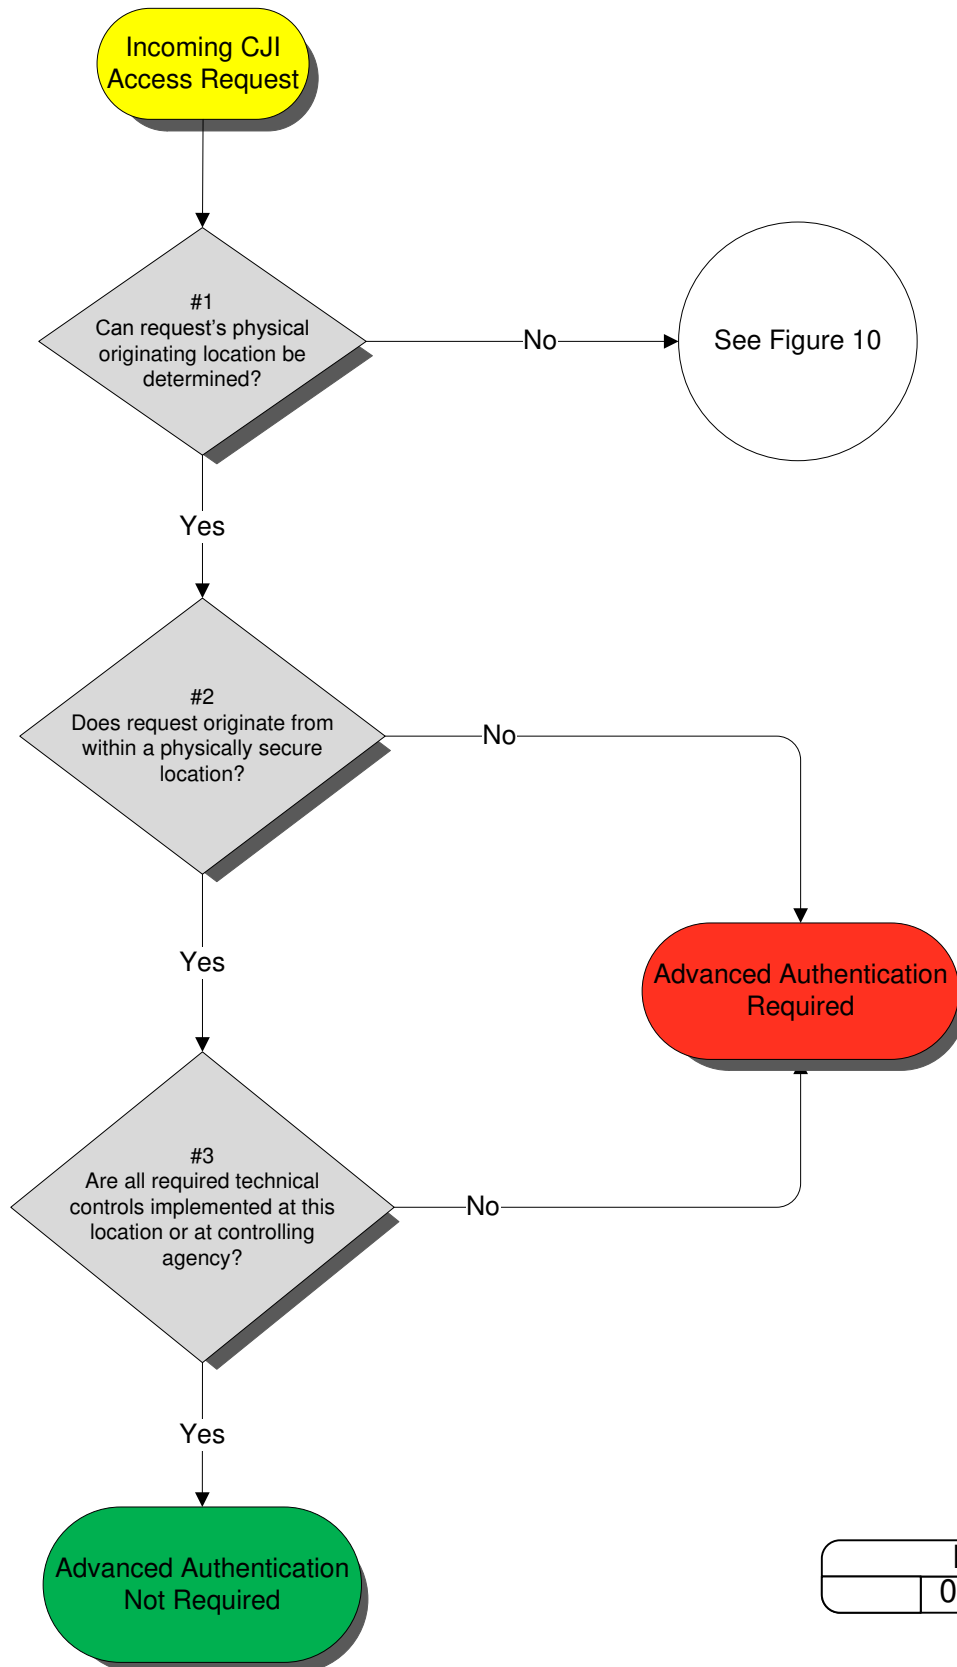 Incoming CJI
Access Request
#1
Can request's physical
originating location be
determined?
No
See Figure 10
Yes
#2
Does request originate from
within a physically secure
location?
No
Yes
Advanced Authentication
Required
#3
Are all required technical
controls implemented at this
location or at controlling
agency?
No
Yes
Advanced Authentication
Not Required
0